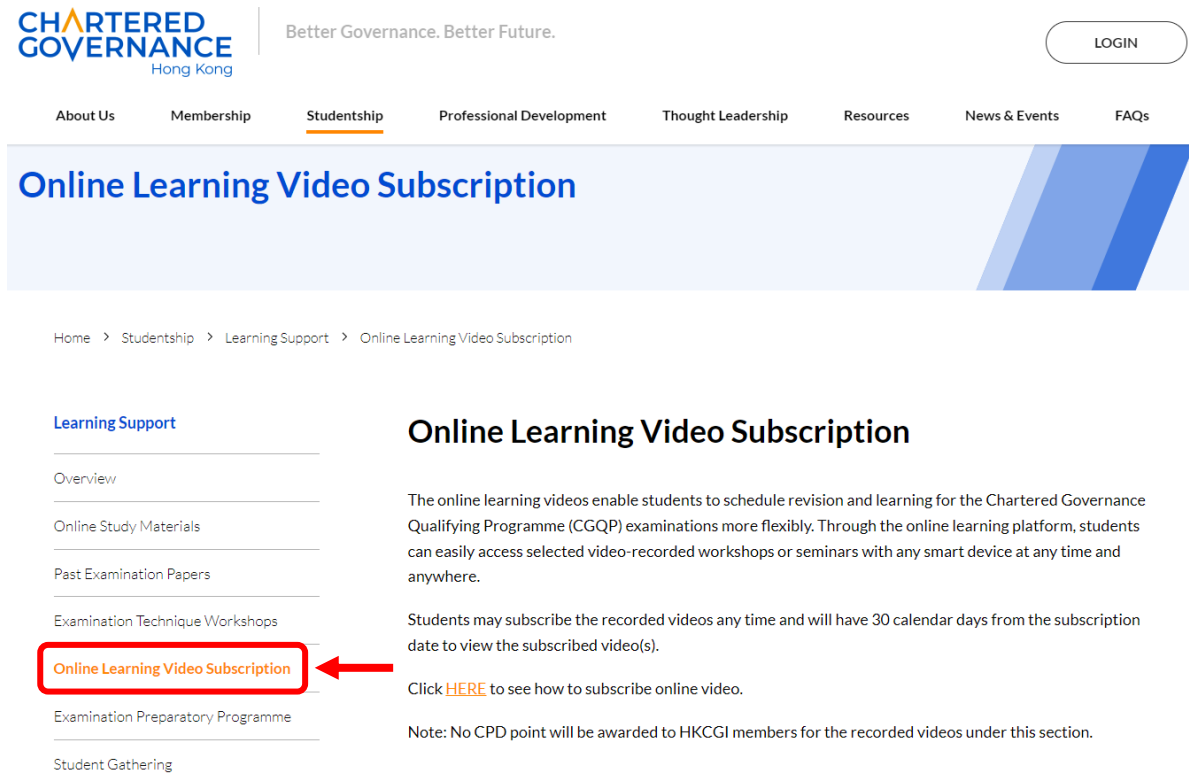 CHARTERED
GOVERNANCE
Hong Kong
Better Governance. Better Future.
LOGIN
About Us Membership Studentship Professional Development Thought Leadership Resources News & Events FAQs
Online Learning Video Subscription
Home > Studentship > Learning Support > Online Learning Video Subscription
Learning Support
Overview
Online Study Materials
Past Examination Papers
Examination Technique Workshops
Online Learning Video Subscription
Examination Preparatory Programme
Student Gathering
Online Learning Video Subscription
The online learning videos enable students to schedule revision and learning for the Chartered Governance
Qualifying Programme (CGQP) examinations more flexibly. Through the online learning platform, students
can easily access selected video-recorded workshops or seminars with any smart device at any time and
anywhere.
Students may subscribe the recorded videos any time and will have 30 calendar days from the subscription
date to view the subscribed video(s).
Click HERE to see how to subscribe online video.
Note: No CPD point will be awarded to HKCGI members for the recorded videos under this section.